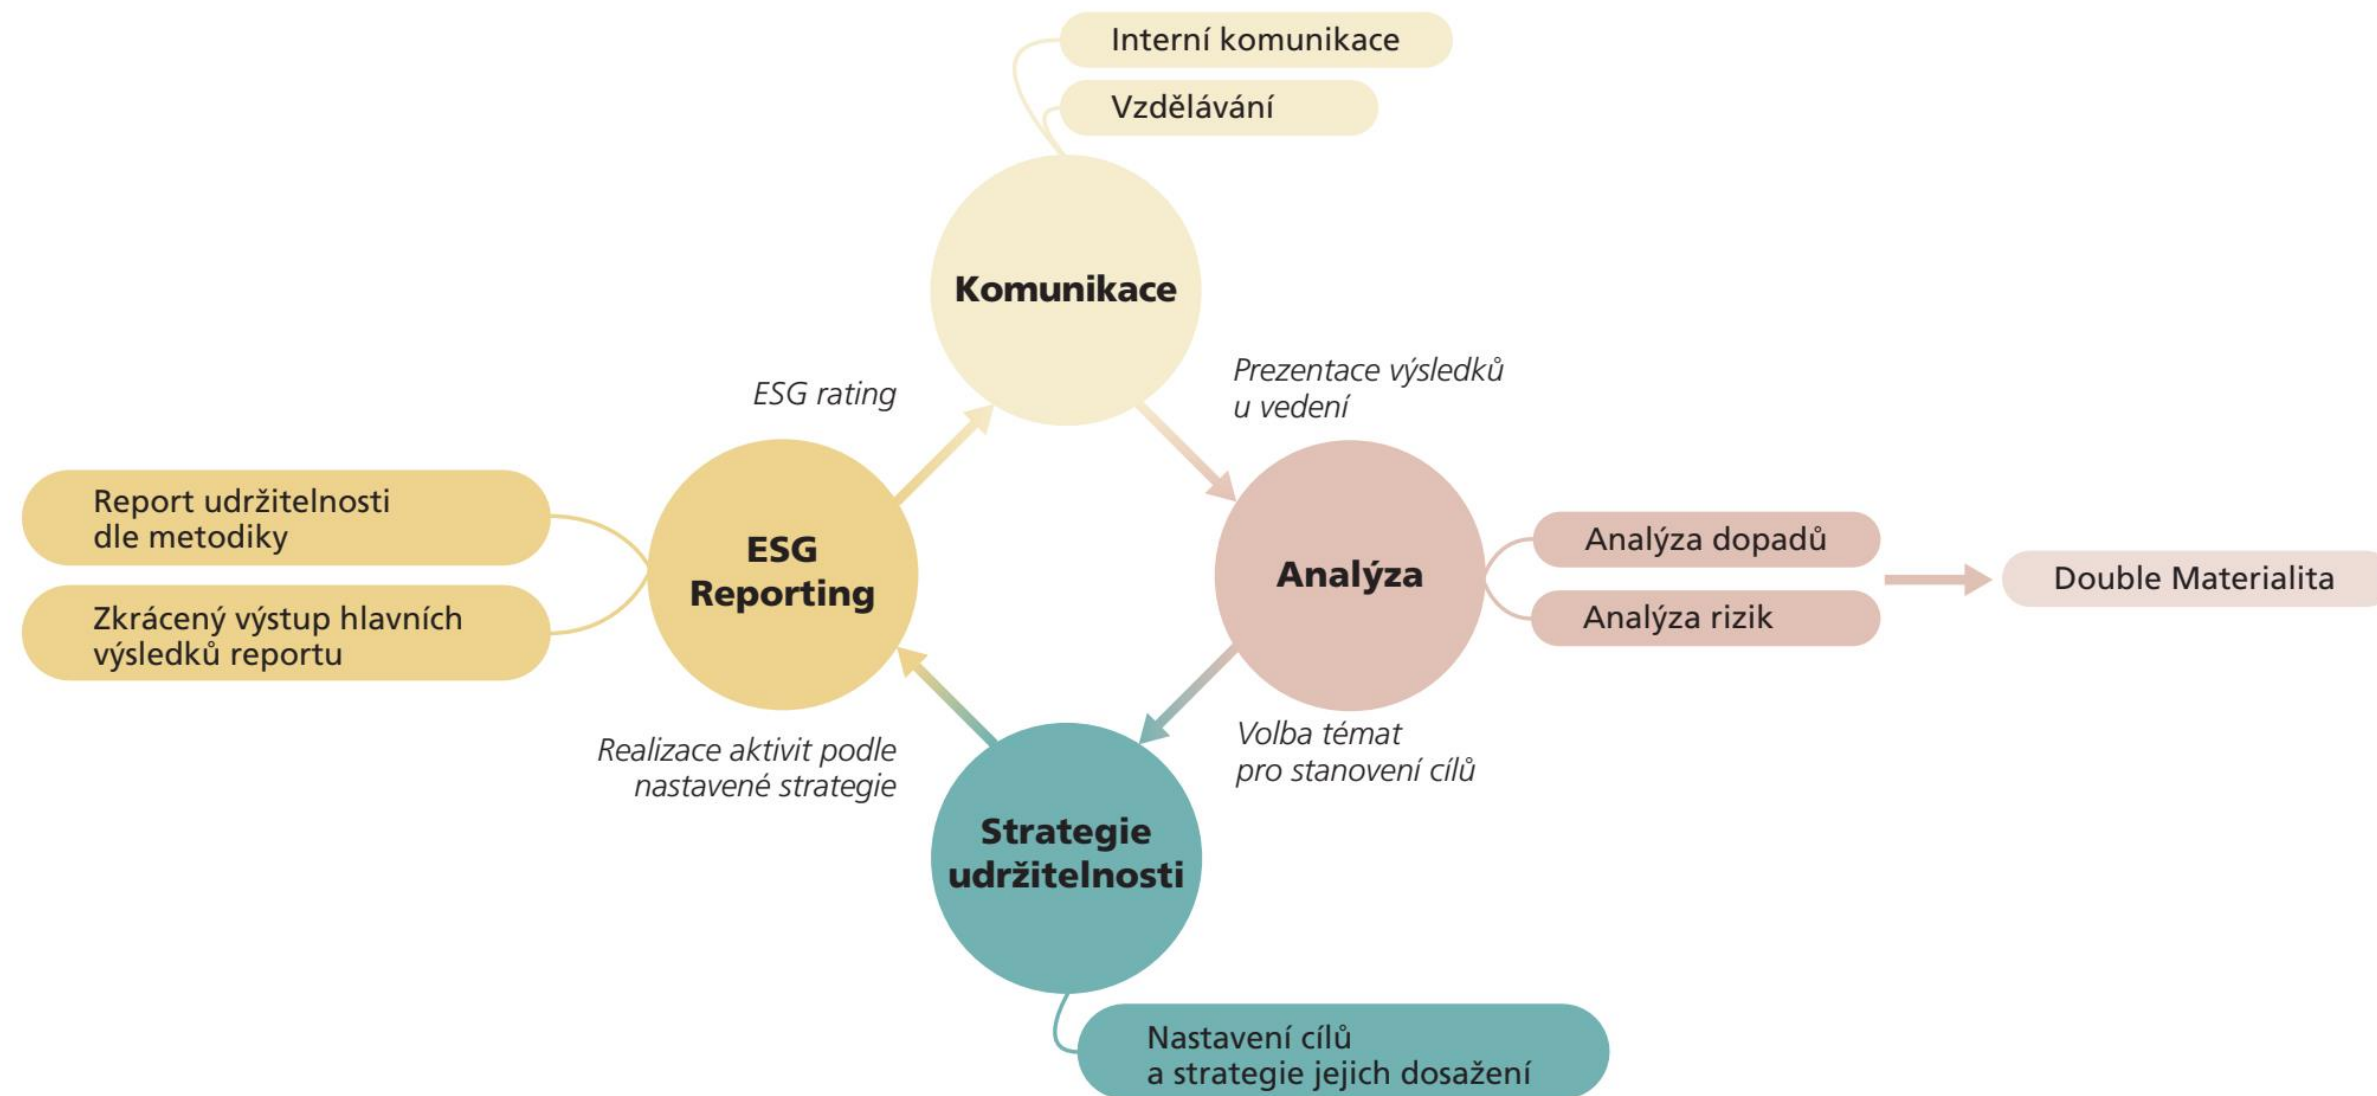 Interní komunikace
Vzdělávání
Komunikace
ESG rating
Prezentace výsledků
u vedení
Report udržitelnosti
dle metodiky
Zkrácený výstup hlavních
výsledků reportu
ESG
Reporting
Analýza
Analýza dopadů
Analýza rizik
Double Materialita
Realizace aktivit podle
nastavené strategie
Volba témat
pro stanovení cílů
Strategie
udržitelnosti
Nastavení cílů
a strategie jejich dosažení